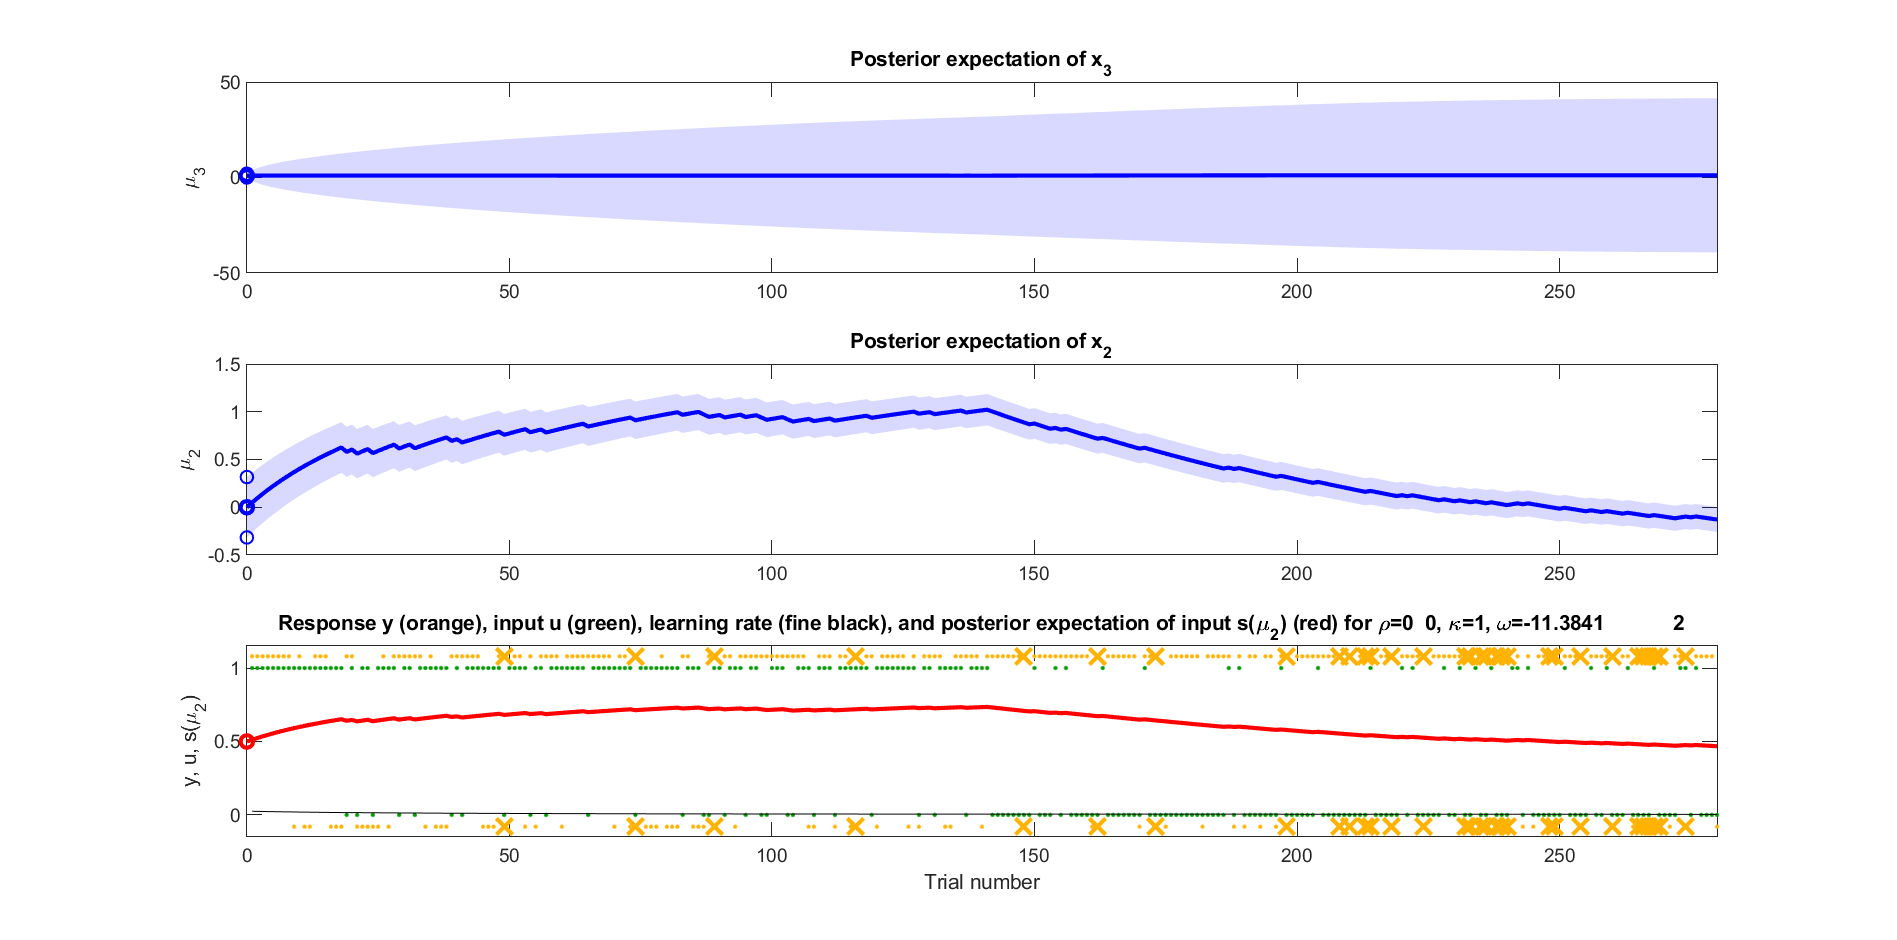 Posterior expectation of x3
50
0
-50
μ3
0 50 100 150 200 250
Posterior expectation of x2
1.5
1
0.5
0
-0.5
μ2
0 50 100 150 200 250
Response y (orange), input u (green), learning rate (fine black), and posterior expectation of input s(μ2) (red) for ρ=0 0, κ=1, ω=-11.3841 2
1
0.5
0
y, u, s(μ2)
0 50 100 150 200 250
Trial number